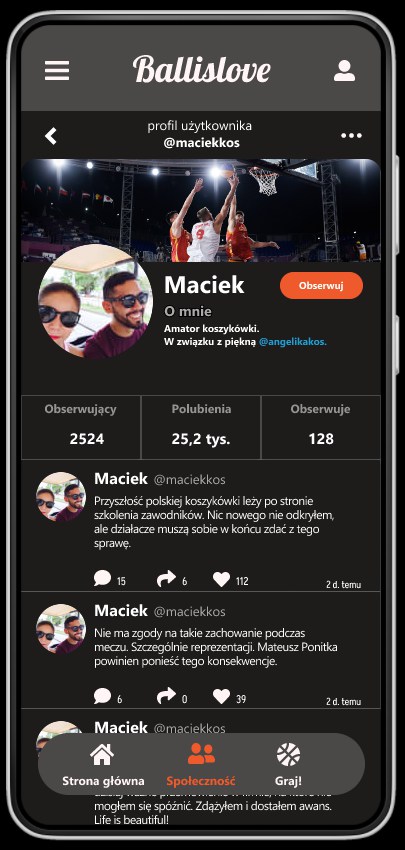 Ballislove
profil użytkownika
@maciekkos
9
Maciek
Obserwuj
O mnie
Amator koszykówki.
W związku z piękną @angelikakos.
Obserwujący
Polubienia
Obserwuje
2524
25,2 tys.
128
Maciek @maciekkos
Przyszłość polskiej koszykówki leży po stronie
szkolenia zawodników. Nic nowego nie odkryłem,
ale działacze muszą sobie w końcu zdać z tego
sprawę.
15
6
112
2 d. temu
Maciek @maciekkos
Nie ma zgody na takie zachowanie podczas
meczu. Szczególnie reprezentacji. Mateusz Ponitka
powinien ponieść tego konsekwencje.
6
0
39
2 d. temu
Maciek @maciekkos
Strona główna
Społeczność
Graj!
mogłem się spóźnić. Zdążyłem i dostałem awans.
Life is beautiful!